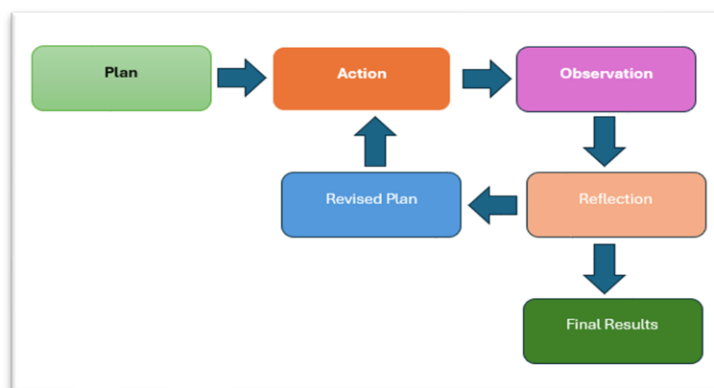 Plan
Action
Observation
Revised Plan
Reflection
Final Results